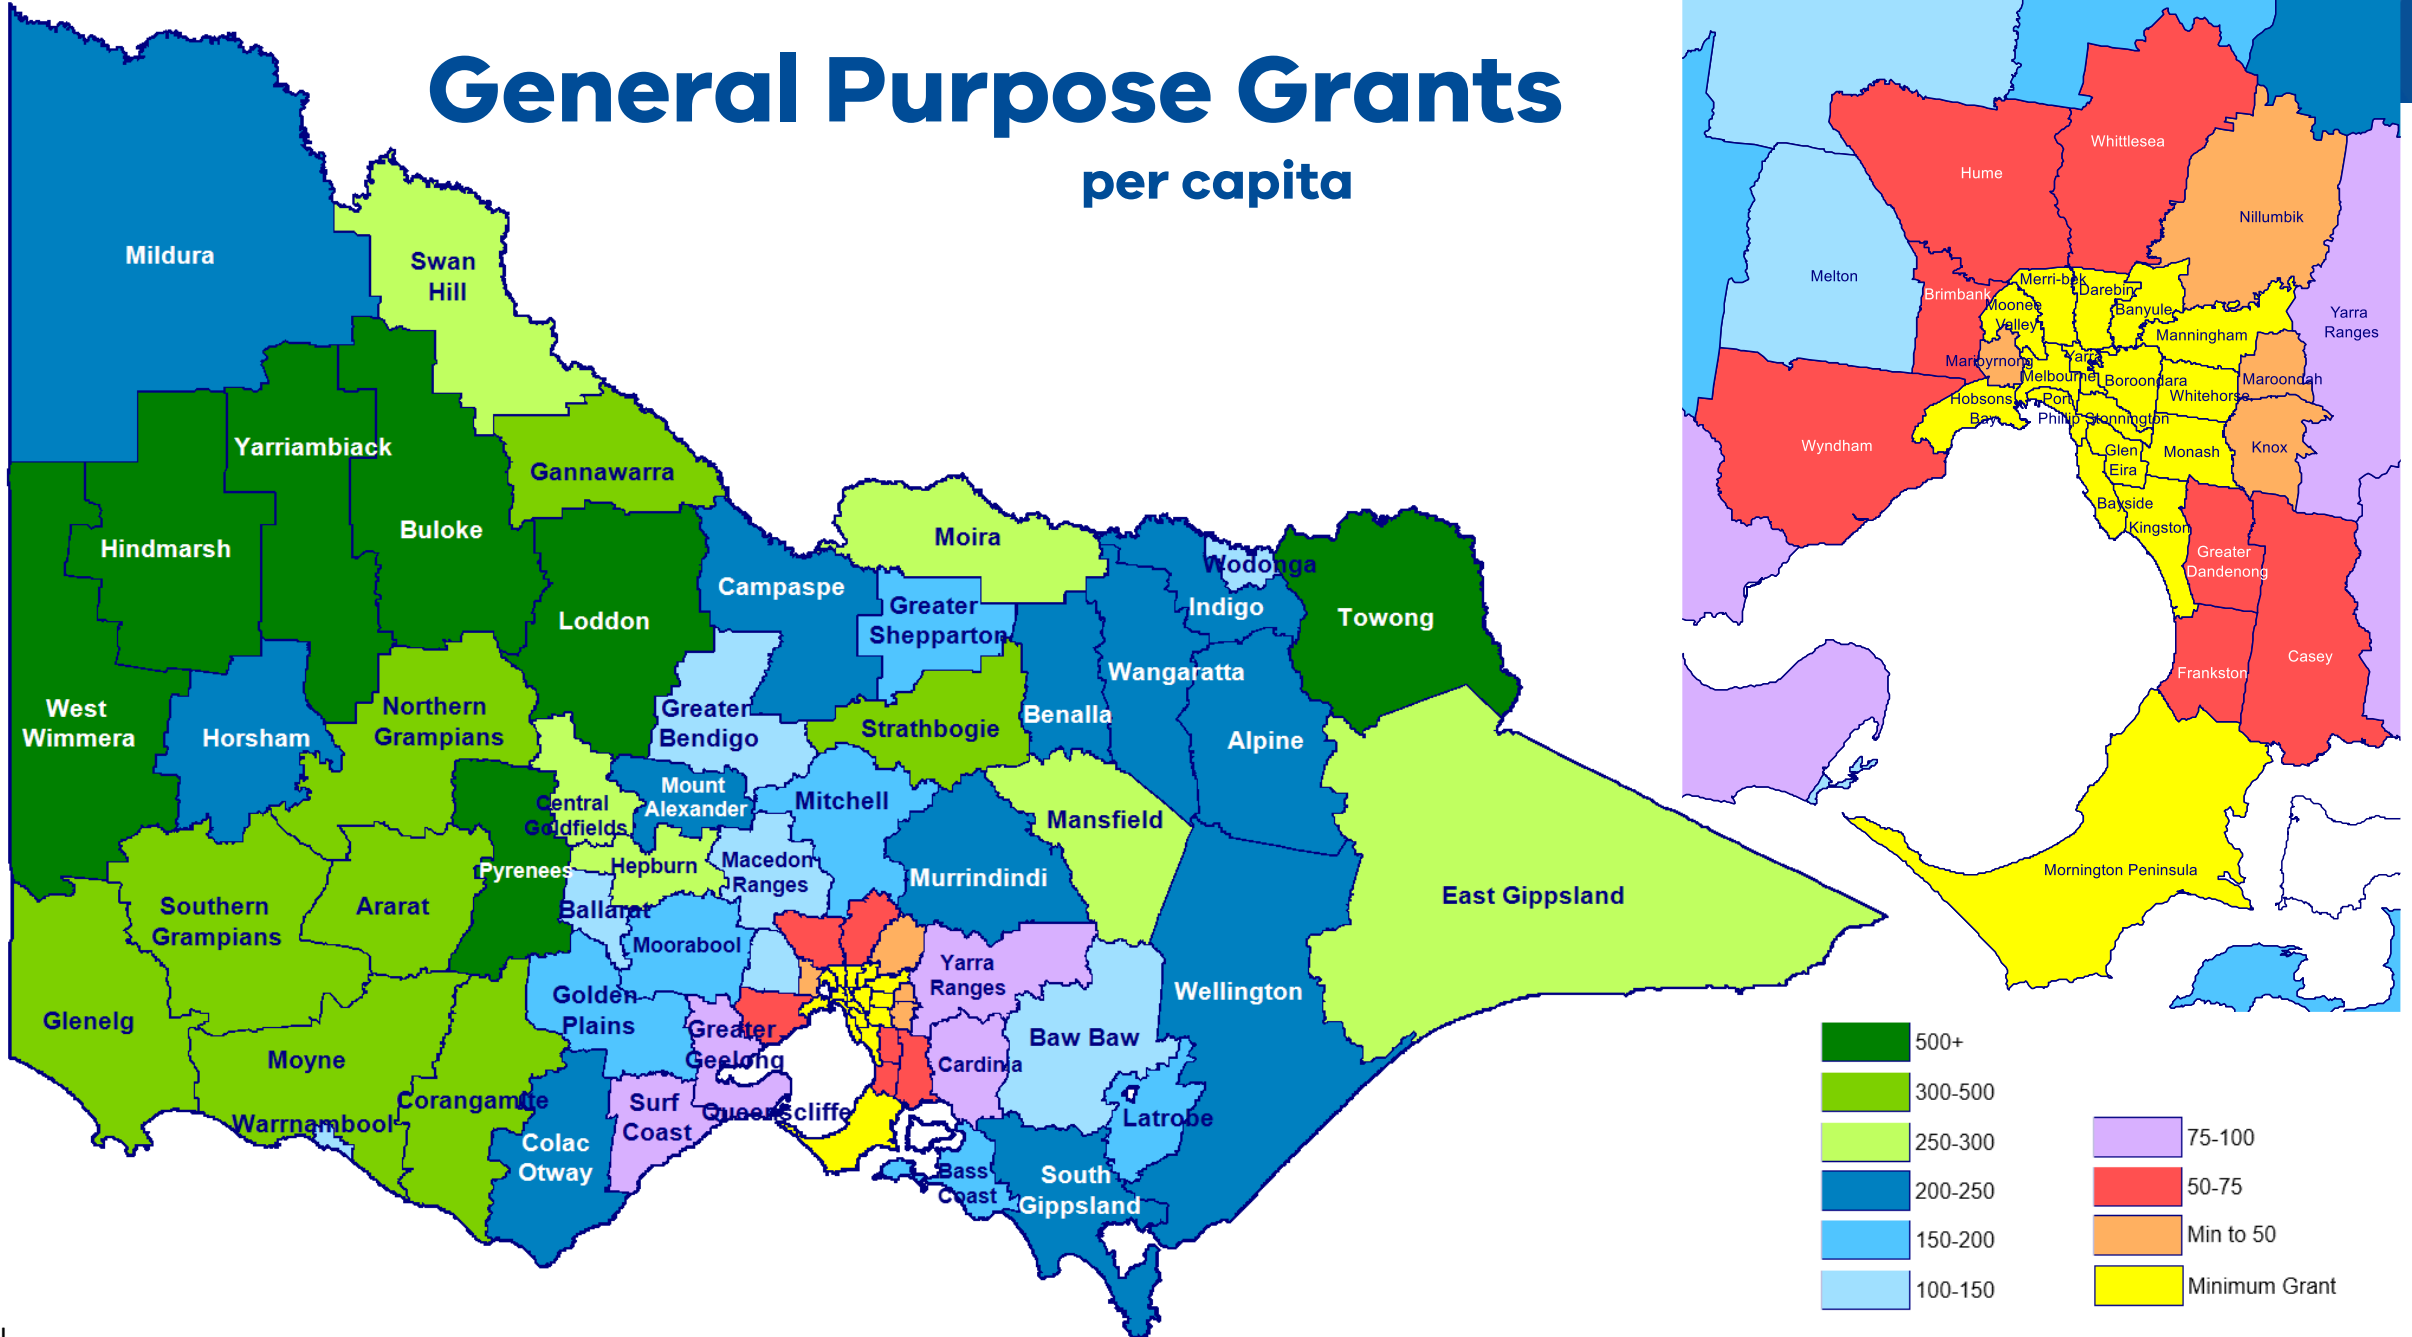 General Purpose Grants
per capita
Mildura
Swan
Hill
Yarriambiack
Gannawarra
Hindmarsh
Buloke
Moira
Campaspe
Loddon
Greater
Shepparton
Wodonga
Indigo
Towong
West
Wimmera
Horsham
Northern
Grampians
Greater
Bendigo
Strathbogie
Benalla
Wangaratta
Alpine
Mount
Alexander
Central
Goldfields
Mitchell
Mansfield
Pyrenees
Hepburn
Macedon
Ranges
Murrindindi
East Gippsland
Southern
Grampians
Ararat
Ballarat
Moorabool
Yarra
Ranges
Wellington
Glenelg
Golden
Plains
Greater
Geelong
Baw Baw
Cardinia
Moyne
Corangamite
Warrnambool
Surf
Coast
Queenscliffe
Latrobe
Colac
Otway
Bass
Coast
South
Gippsland
Whittlesea
Hume
Nillumbik
Melton
Brimbank
Merri-bek
Darebin
Moonee
Valley
Banyule
Manningham
Yarra
Ranges
Maribyrnong
Yarra
Melbourne
Boroondara
Maroondah
Whitehorse
Hobsons
Bay
Port
Phillip
Stonnington
Wyndham
Glen
Eira
Monash
Knox
Bayside
Kingston
Greater
Dandenong
Casey
Frankston
Mornington Peninsula
500+
300-500
250-300
200-250
150-200
100-150
75-100
50-75
Min to 50
Minimum Grant